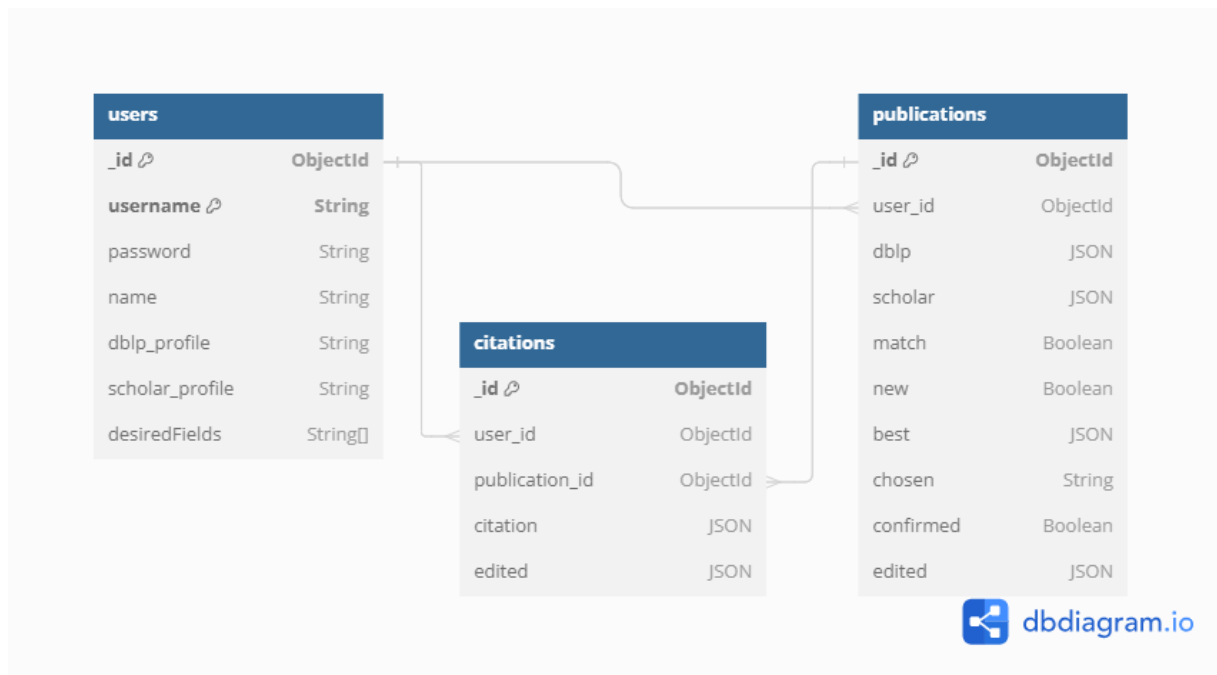 users
_id ObjectId
username String
password String
name String
dblp_profile String
scholar_profile String
desiredFields String[]
citations
_id ObjectId
user_id ObjectId
publication_id ObjectId
citation JSON
edited JSON
publications
_id ObjectId
user_id ObjectId
dblp JSON
scholar JSON
match Boolean
new Boolean
best JSON
chosen String
confirmed Boolean
edited JSON
dbdiagram.io